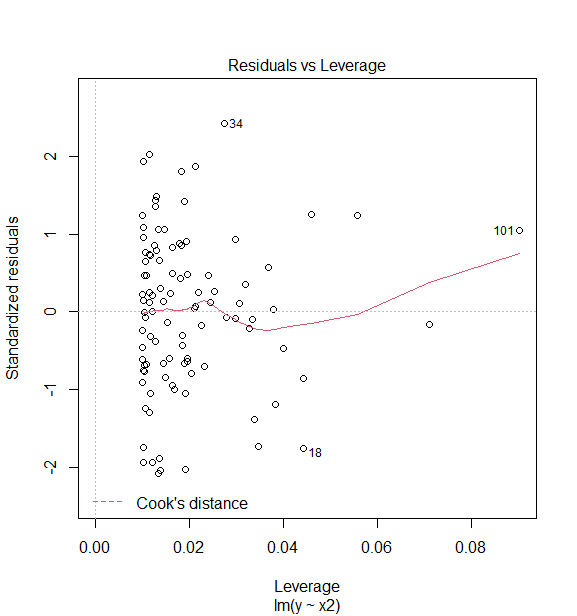 Residuals vs Leverage
Standardized residuals
2
1
0
-1
-2
34
101
18
Cook's distance
0.00 0.02 0.04 0.06 0.08
Leverage
lm(y ~ x2)